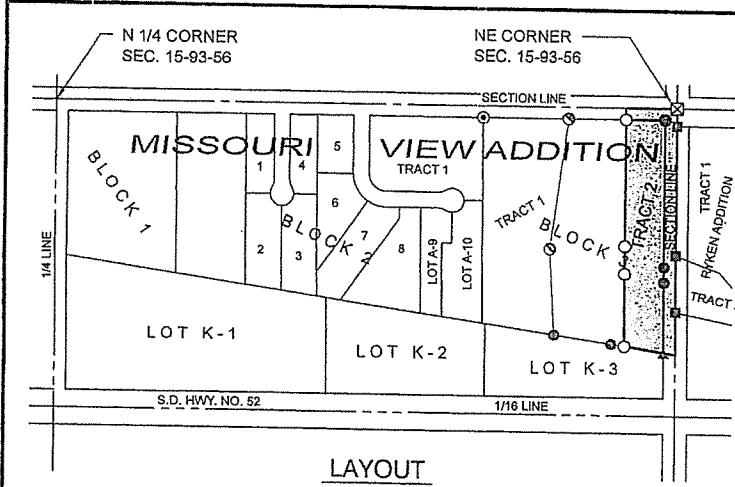 N 1/4 CORNER
SEC. 15-93-56
NE CORNER
SEC. 15-93-56
SECTION LINE
MISSOURI VIEW ADDITION
BLOCK 1
1
4
5
TRACT 1
6
2
3
BLOCK 2
7
8
LOT A-9
LOT A-10
TRACT 1
BLOCK
TRACT 2
SECTION LINE
TRACT 1
RYKEN ADDITION
TRACT
1/4 LINE
LOT K-1
LOT K-2
LOT K-3
S.D. HWY. NO. 52
1/16 LINE
LAYOUT